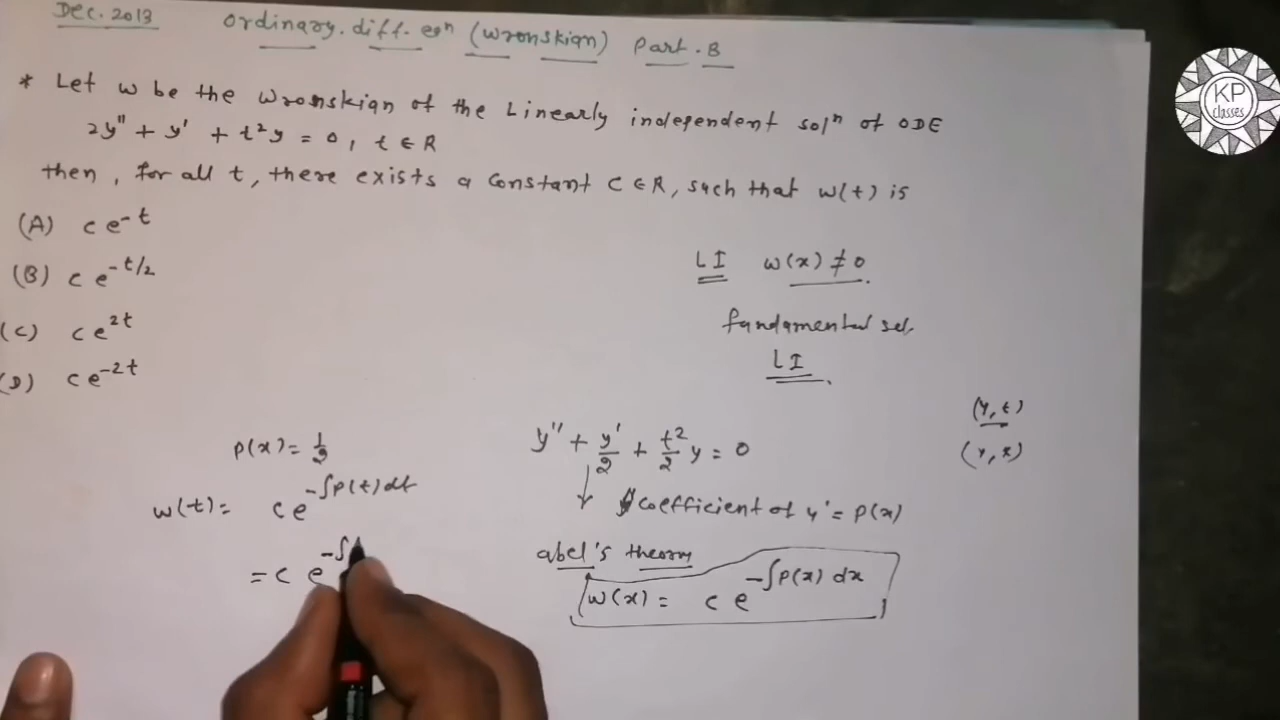 Dec. 2013
Ordinary. diff. eqn (Wronskian) Part. B
* Let w be the Wronskian of the Linearly independent soln of ODE
2y'' + y' + t²y = 0, t ∈ R
then, for all t, there exists a constant C ∈ R, such that w(t) is
(A) c e^-t
(B) c e^-t/2
(C) c e^2t
(D) c e^-2t
LI w(x) ≠ 0
fundamental set,
LI
(y, t)
(y, x)
y'' + y'/2 + t²/2 y = 0
coefficient of y' = P(x)
abel's theorm
w(x) = c e^-∫P(x) dx
P(x) = 1/2
w(t) = c e^-∫P(t) dt
= c e^-∫
KP
classes